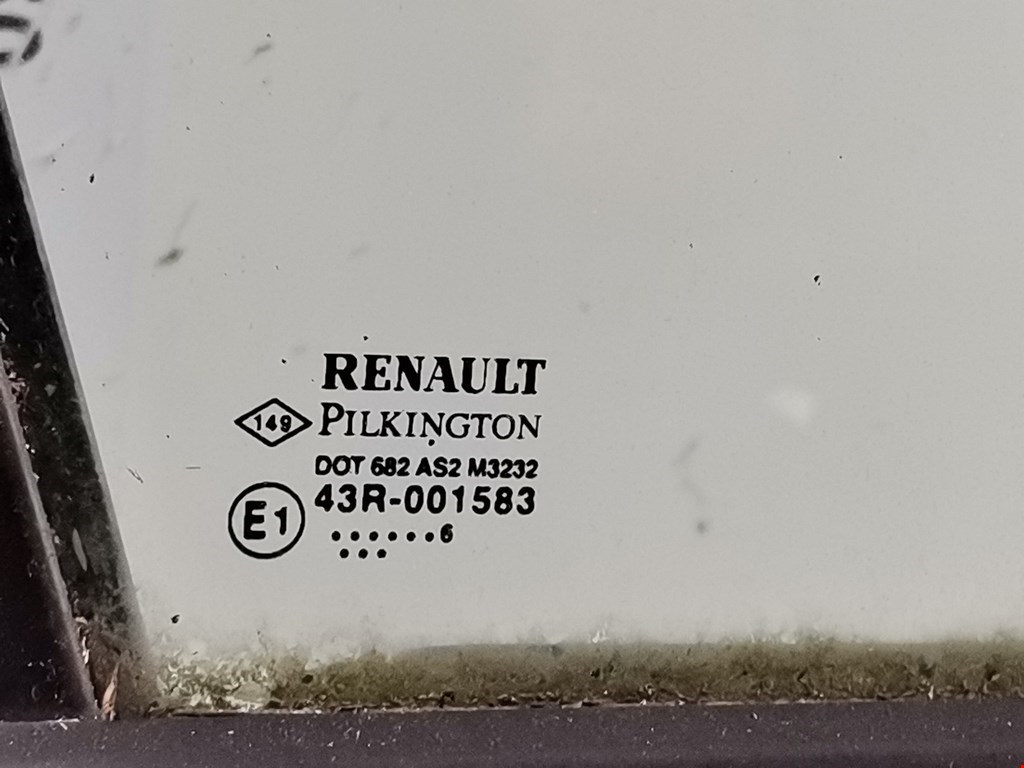 RENAULT
149 PILKINGTON
DOT 682 AS2 M3232
E1 43R-001583
......6
...